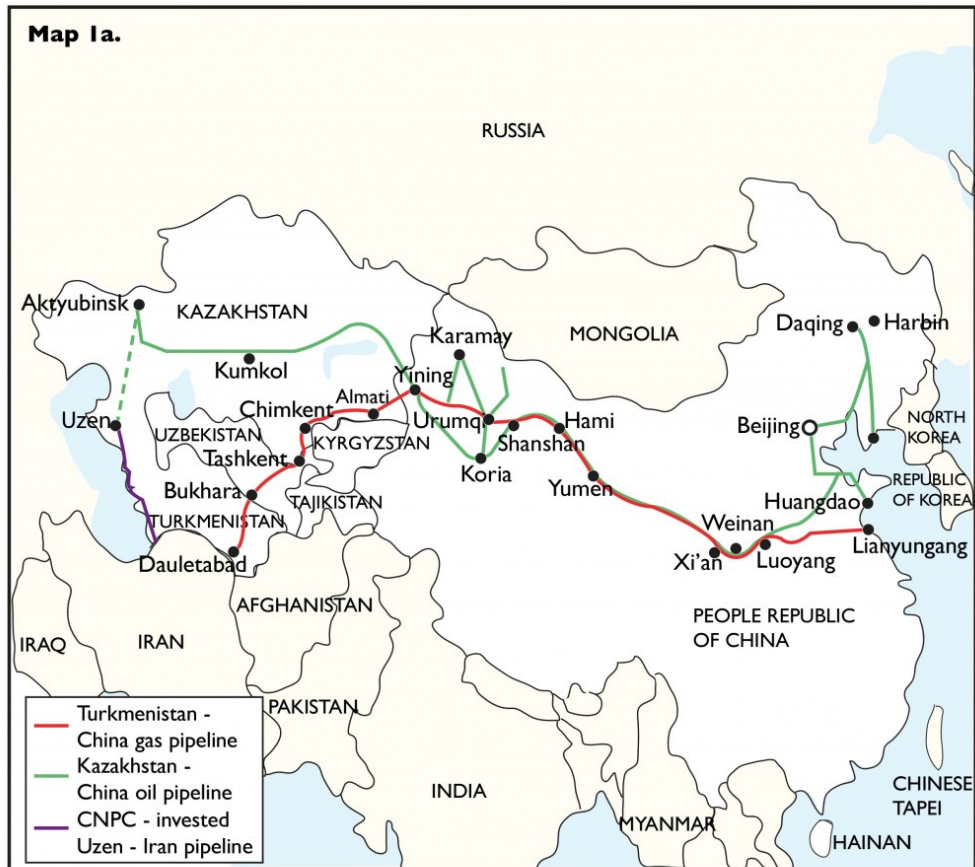 Map 1a.
RUSSIA
Aktyubinsk
KAZAKHSTAN
Karamay
MONGOLIA
Daqing
Harbin
Kumkol
Yining
Almati
Uzen
Chimkent
Urumqi
Hami
Beijing
NORTH
KOREA
UZBEKISTAN
KYRGYZSTAN
Shanshan
Tashkent
Koria
Yumen
REPUBLIC
OF KOREA
Bukhara
TAJIKISTAN
Huangdao
TURKMENISTAN
Weinan
Dauletabad
Xi'an
Luoyang
Lianyungang
AFGHANISTAN
PEOPLE REPUBLIC
OF CHINA
IRAQ
IRAN
PAKISTAN
INDIA
CHINESE
TAPEI
MYANMAR
HAINAN
Turkmenistan -
China gas pipeline
Kazakhstan -
China oil pipeline
CNPC - invested
Uzen - Iran pipeline